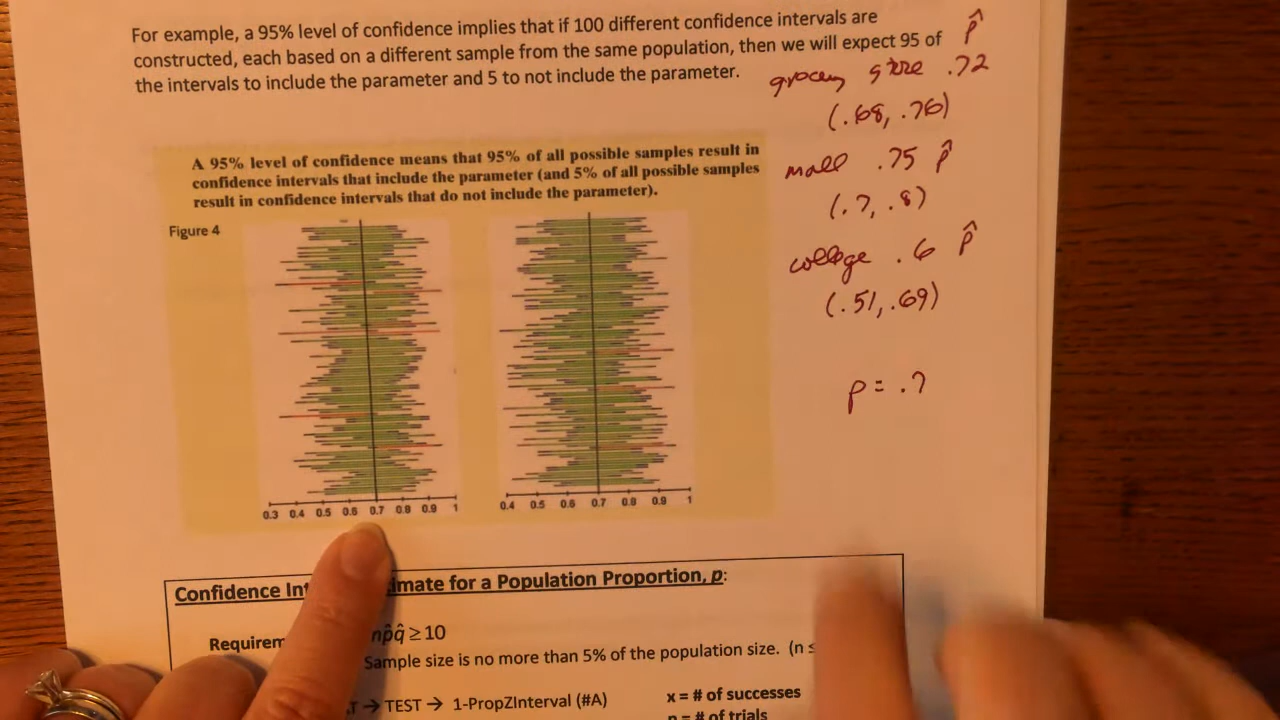 For example, a 95% level of confidence implies that if 100 different confidence intervals are
constructed, each based on a different sample from the same population, then we will expect 95 of
the intervals to include the parameter and 5 to not include the parameter.
p̂
grocery store .72
(.68, .76)
mall .75 p̂
(.7, .8)
college .6 p̂
(.51, .69)
p = .7
A 95% level of confidence means that 95% of all possible samples result in
confidence intervals that include the parameter (and 5% of all possible samples
result in confidence intervals that do not include the parameter).
Figure 4
0.3 0.4 0.5 0.6 0.7 0.8 0.9 1
0.4 0.5 0.6 0.7 0.8 0.9 1
Confidence Int mate for a Population Proportion, p:
Requirem np̂q̂ ≥ 10
Sample size is no more than 5% of the population size. (n ≤
T → TEST → 1-PropZInterval (#A)
x = # of successes
n = # of trials